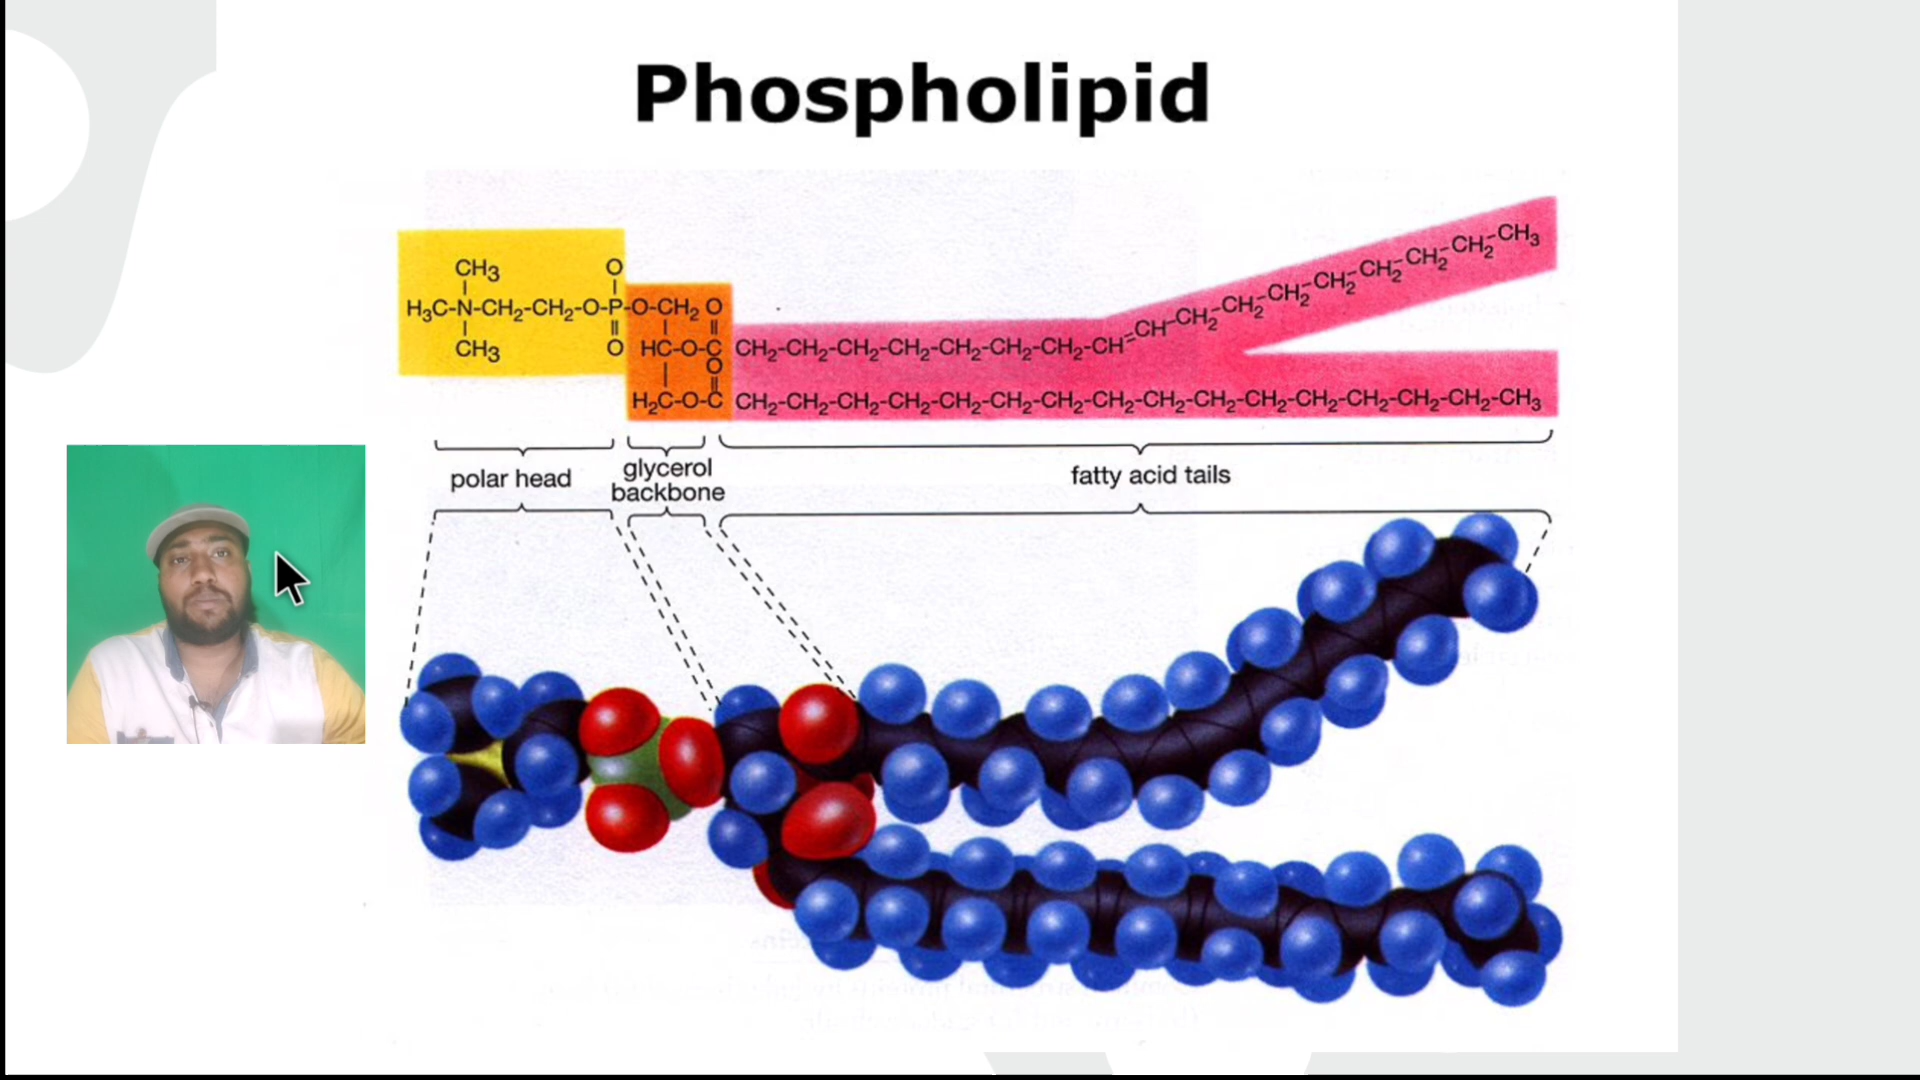 Phospholipid
CH3
O
H3C-N-CH2-CH2-O-P-O-CH2 O
CH3
O
HC-O-C
O
H2C-O-C
CH2-CH2-CH2-CH2-CH2-CH2-CH2-CH=CH-CH2-CH2-CH2-CH2-CH2-CH2-CH2-CH3
CH2-CH2-CH2-CH2-CH2-CH2-CH2-CH2-CH2-CH2-CH2-CH2-CH2-CH2-CH2-CH3
polar head
glycerol
backbone
fatty acid tails